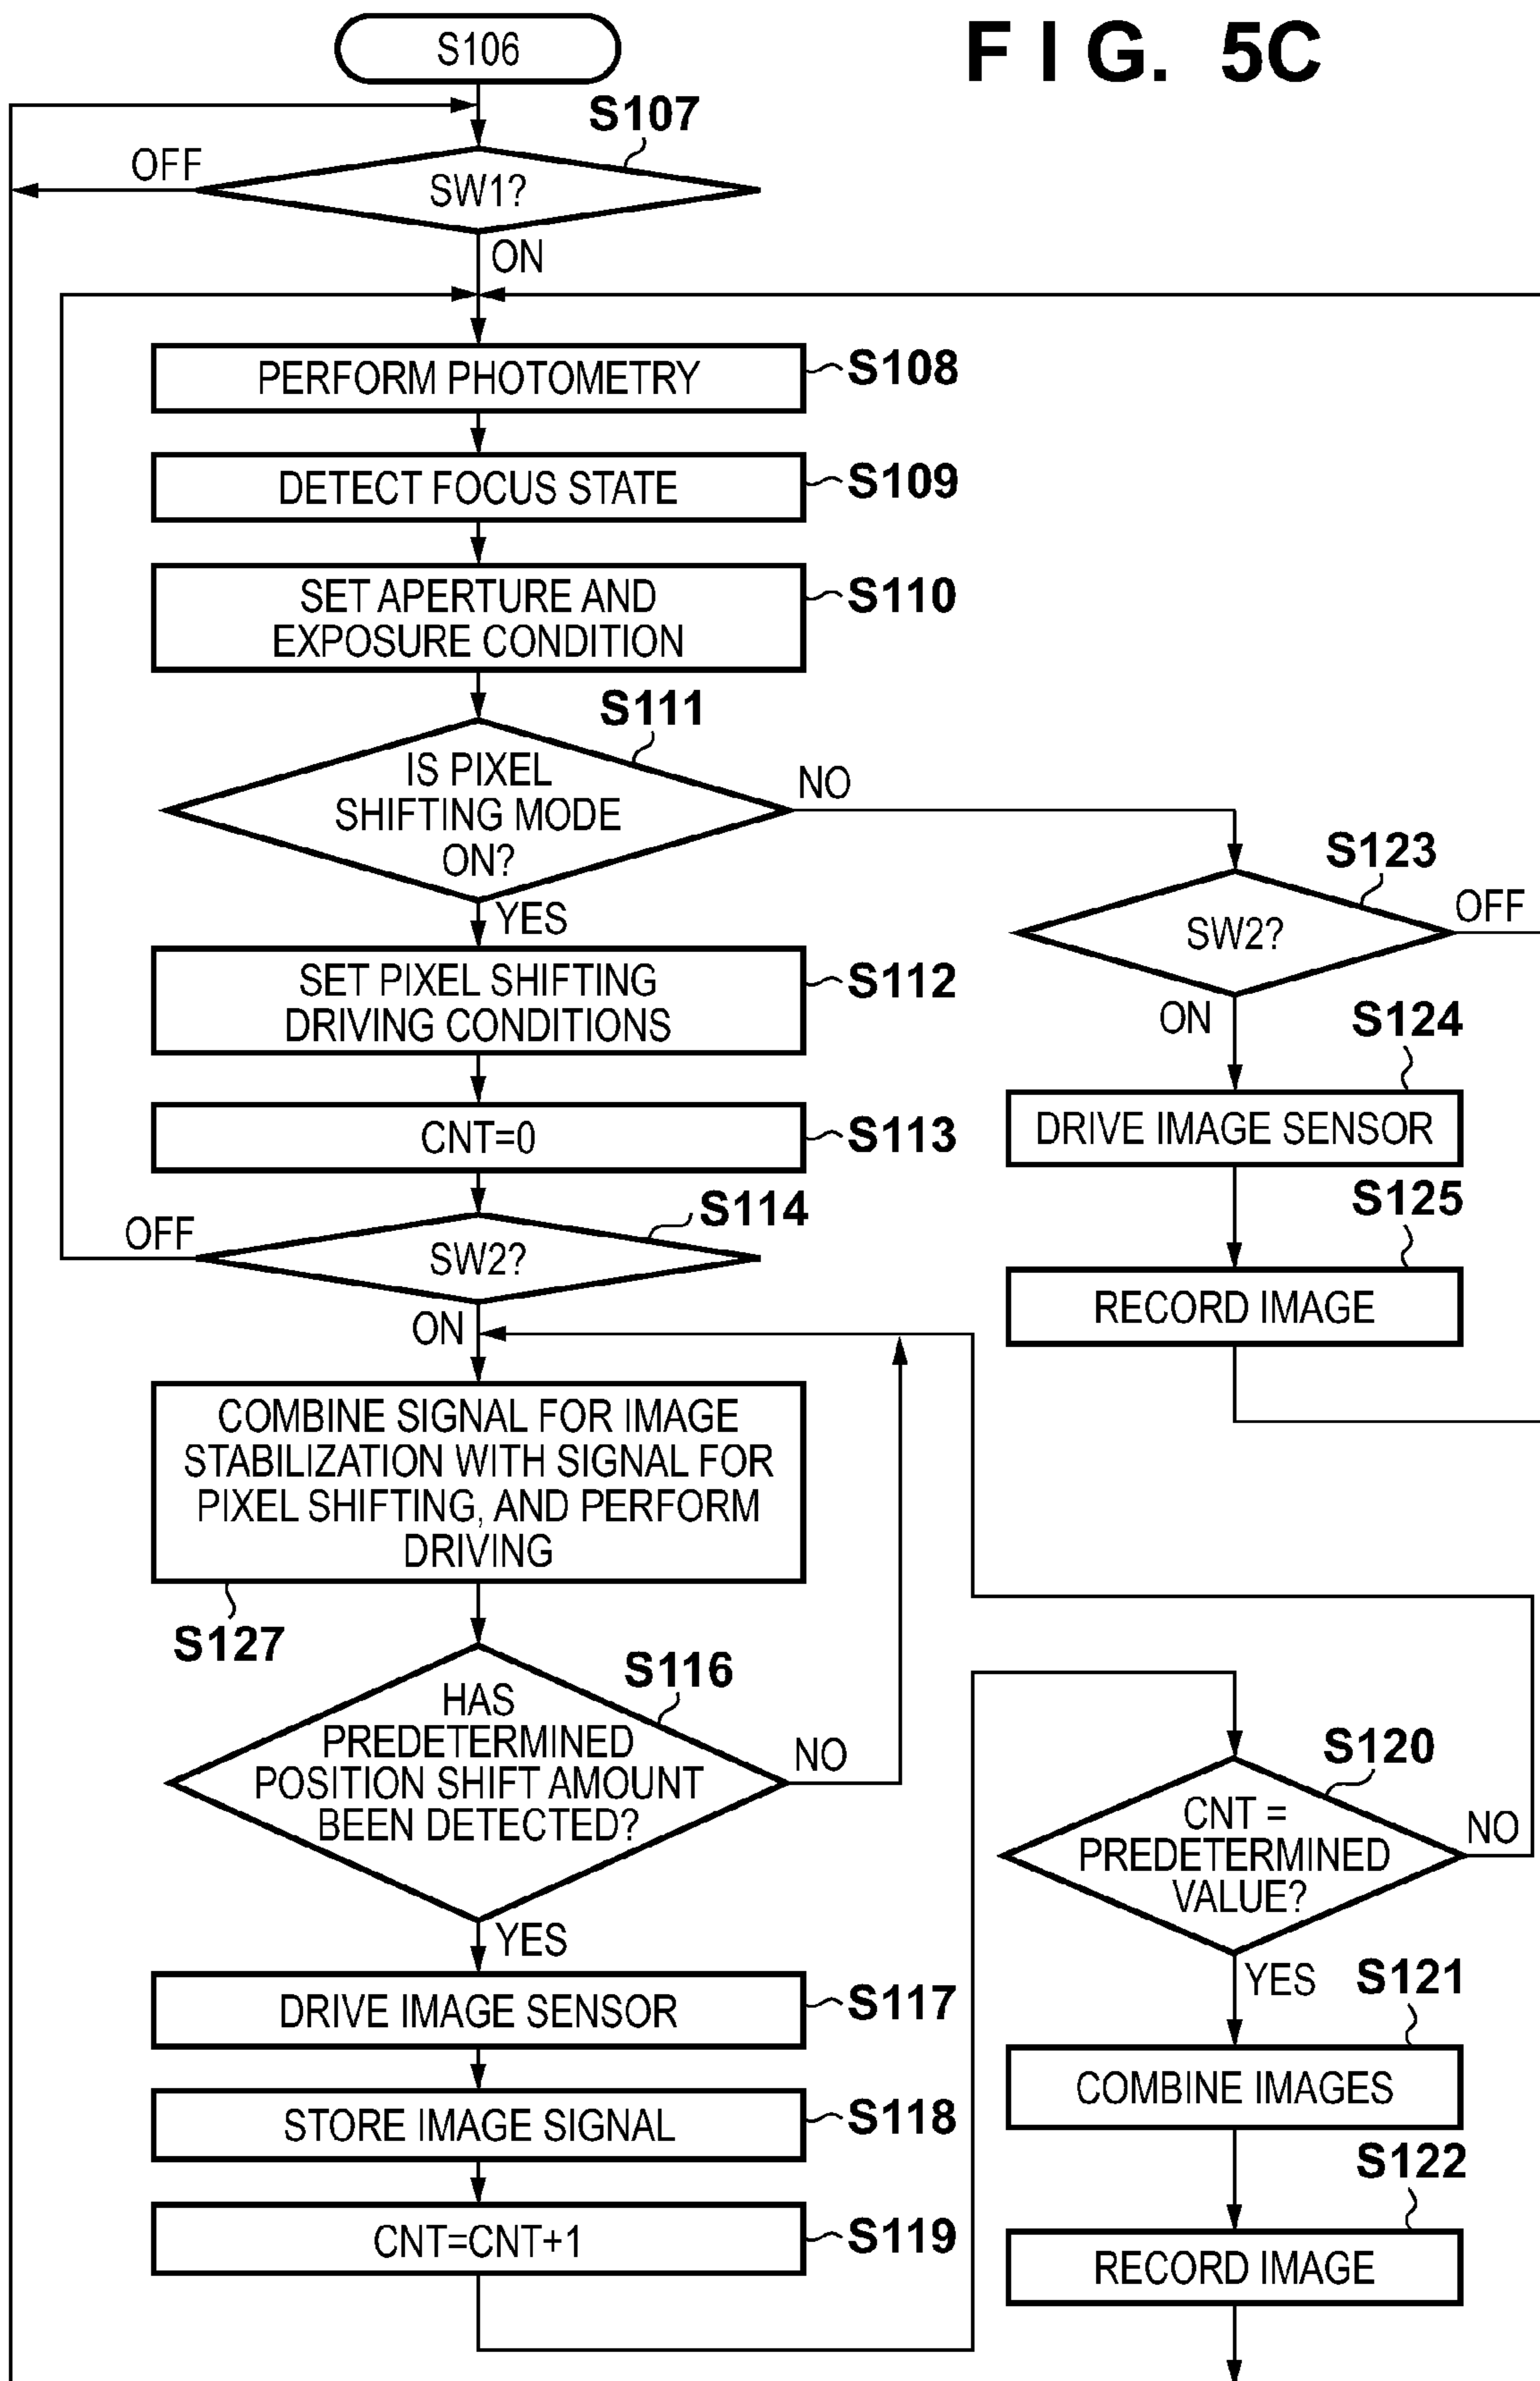 FIG. 5C
S106
S107
OFF
SW1?
ON
PERFORM PHOTOMETRY
S108
DETECT FOCUS STATE
S109
SET APERTURE AND
EXPOSURE CONDITION
S110
S111
IS PIXEL
SHIFTING MODE
ON?
NO
YES
S123
SW2?
OFF
ON
SET PIXEL SHIFTING
DRIVING CONDITIONS
S112
S124
DRIVE IMAGE SENSOR
CNT=0
S113
S125
RECORD IMAGE
S114
OFF
SW2?
ON
COMBINE SIGNAL FOR IMAGE
STABILIZATION WITH SIGNAL FOR
PIXEL SHIFTING, AND PERFORM
DRIVING
S127
S116
HAS
PREDETERMINED
POSITION SHIFT AMOUNT
BEEN DETECTED?
NO
YES
DRIVE IMAGE SENSOR
S117
STORE IMAGE SIGNAL
S118
CNT=CNT+1
S119
S120
CNT =
PREDETERMINED
VALUE?
NO
YES
S121
COMBINE IMAGES
S122
RECORD IMAGE